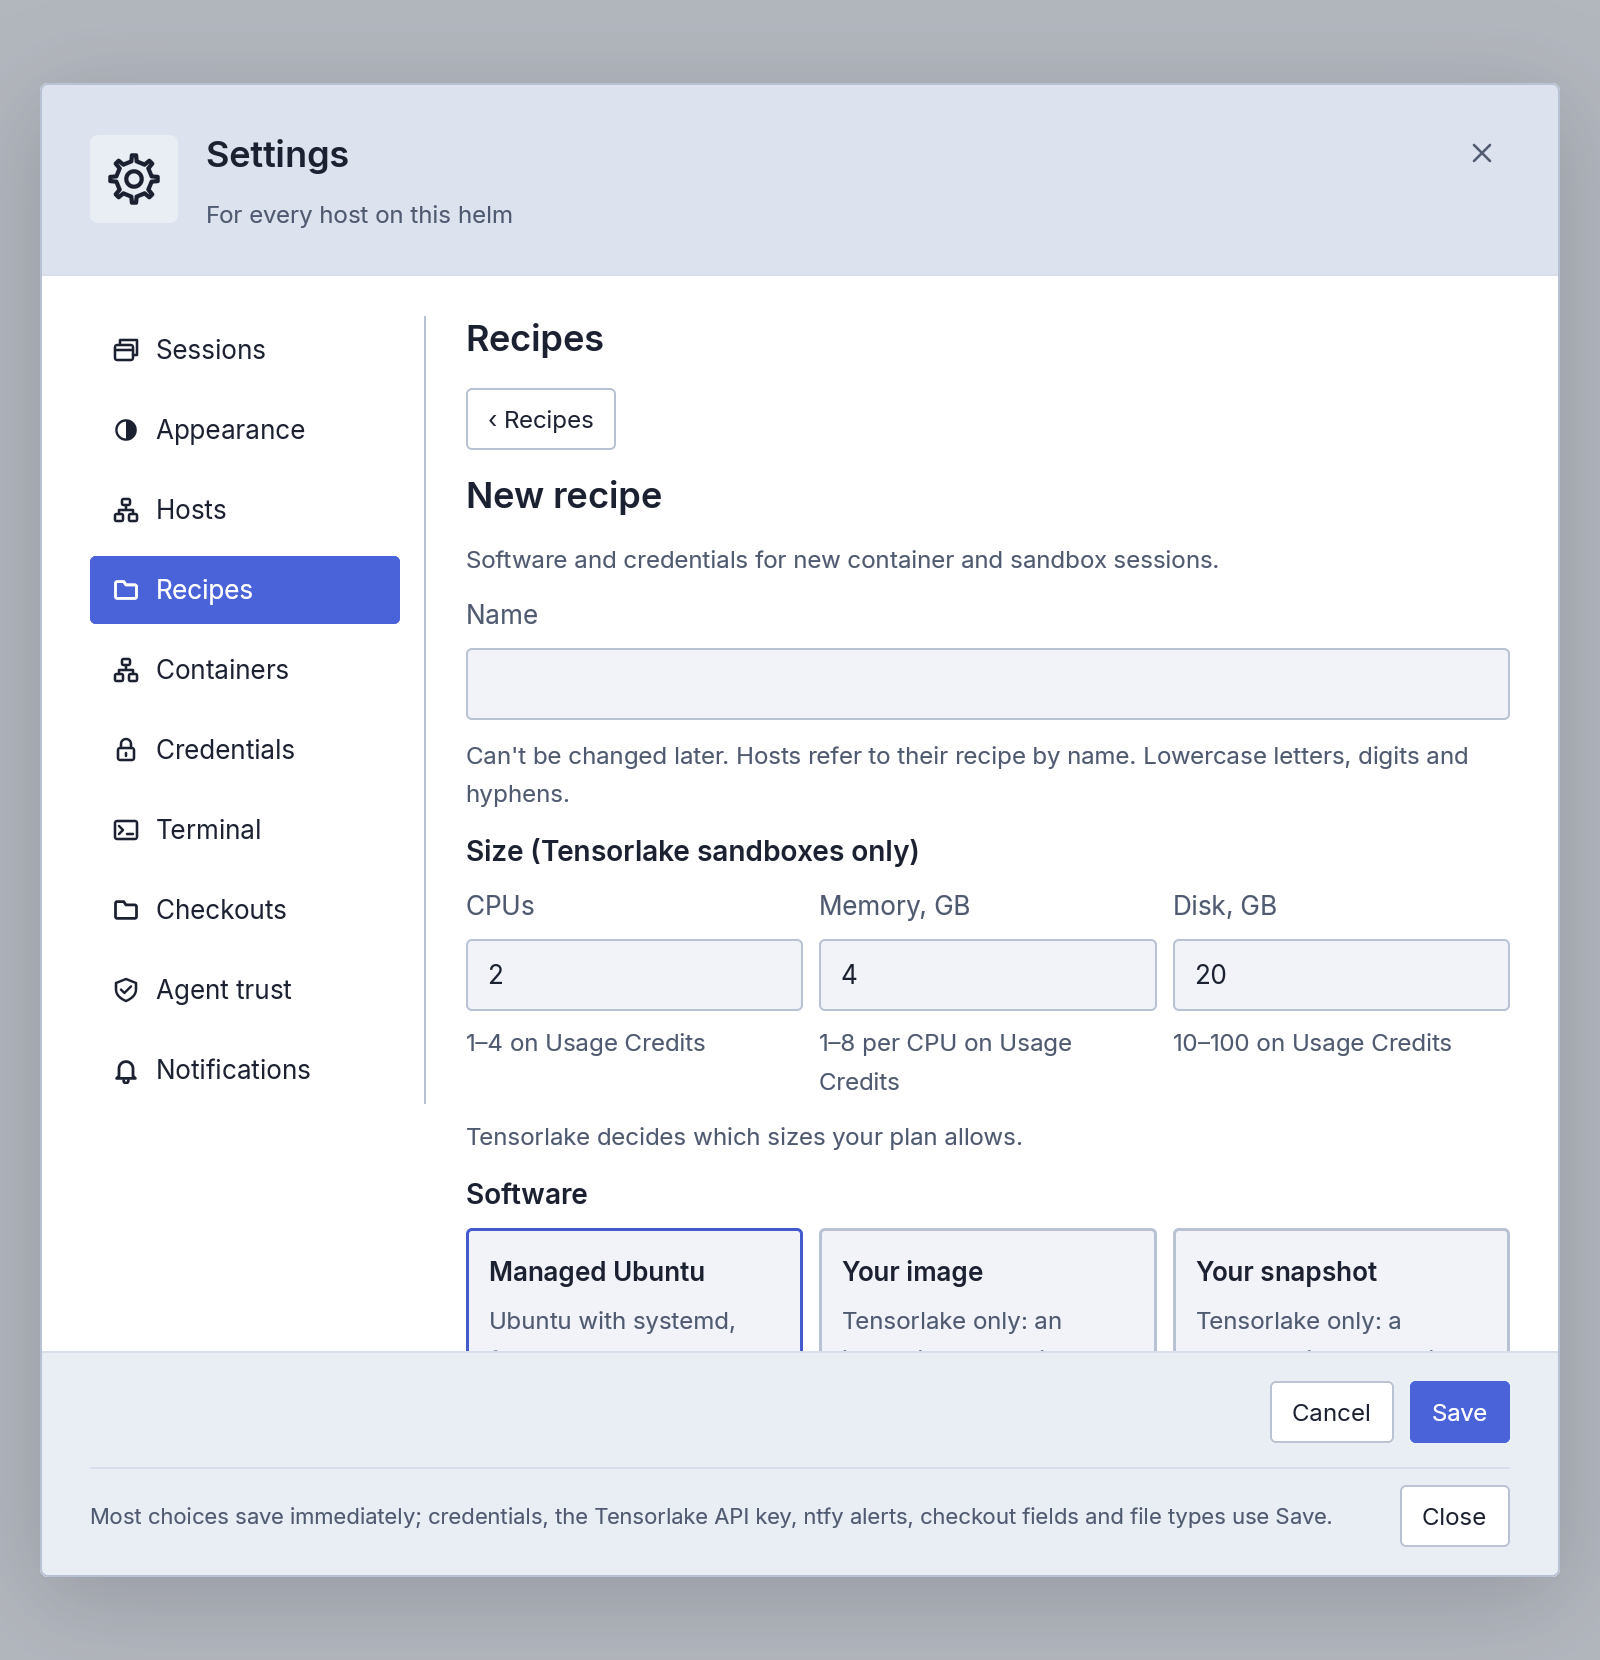 Settings
For every host on this helm
Sessions
Appearance
Hosts
Recipes
Containers
Credentials
Terminal
Checkouts
Agent trust
Notifications
Recipes
‹ Recipes
New recipe
Software and credentials for new container and sandbox sessions.
Name
Can't be changed later. Hosts refer to their recipe by name. Lowercase letters, digits and
hyphens.
Size (Tensorlake sandboxes only)
CPUs
Memory, GB
Disk, GB
2
4
20
1–4 on Usage Credits
1–8 per CPU on Usage
Credits
10–100 on Usage Credits
Tensorlake decides which sizes your plan allows.
Software
Managed Ubuntu
Ubuntu with systemd,
Your image
Tensorlake only: an
Your snapshot
Tensorlake only: a
Cancel
Save
Most choices save immediately; credentials, the Tensorlake API key, ntfy alerts, checkout fields and file types use Save.
Close